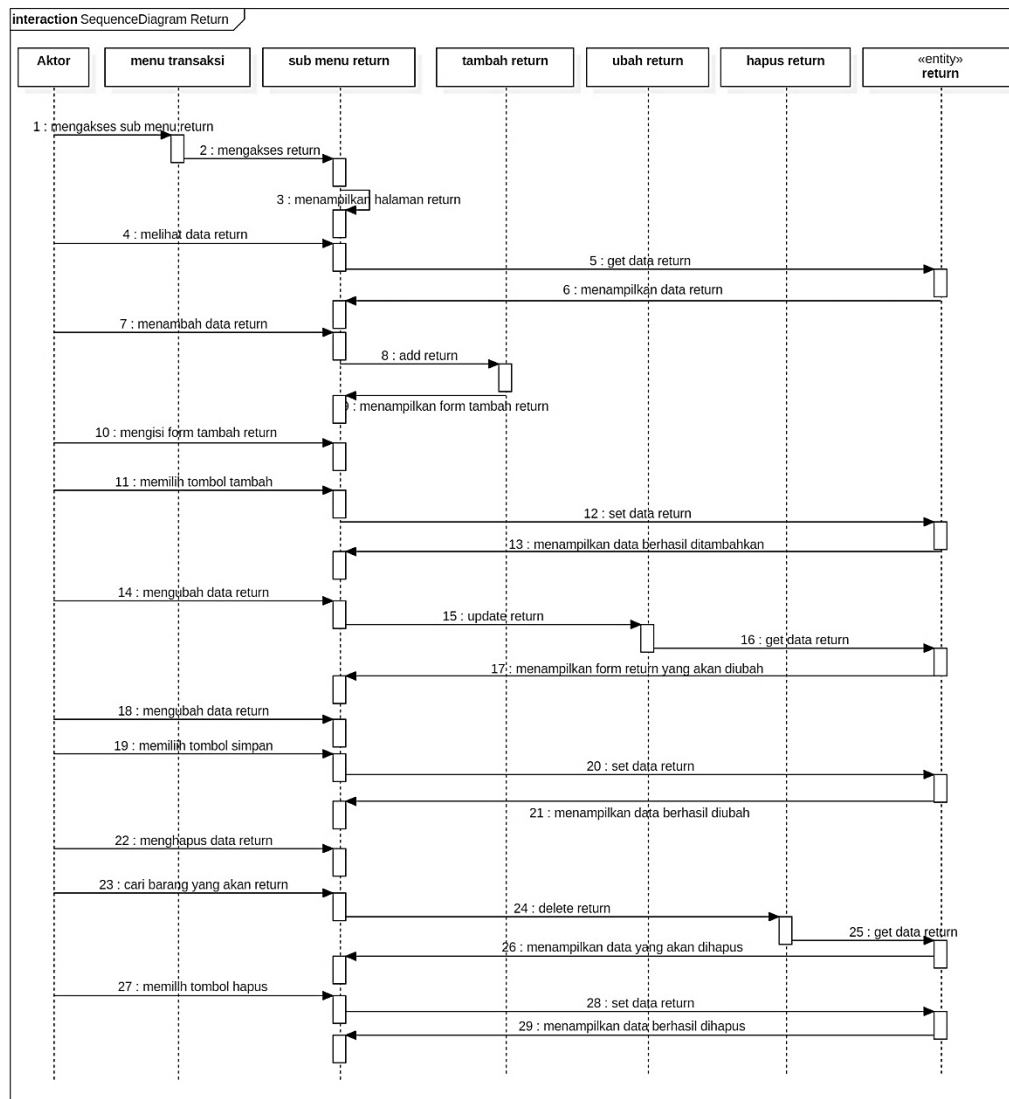 interaction SequenceDiagram Return
Aktor
menu transaksi
sub menu return
tambah return
ubah return
hapus return
«entity»
return
1 : mengakses sub menu return
2 : mengakses return
3 : menampilkan halaman return
4 : melihat data return
5 : get data return
6 : menampilkan data return
7 : menambah data return
8 : add return
9 : menampilkan form tambah return
10 : mengisi form tambah return
11 : memilih tombol tambah
12 : set data return
13 : menampilkan data berhasil ditambahkan
14 : mengubah data return
15 : update return
16 : get data return
17 : menampilkan form return yang akan diubah
18 : mengubah data return
19 : memiliih tombol simpan
20 : set data return
21 : menampilkan data berhasil diubah
22 : menghapus data return
23 : cari barang yang akan return
24 : delete return
25 : get data return
26 : menampilkan data yang akan dihapus
27 : memilih tombol hapus
28 : set data return
29 : menampilkan data berhasil dihapus